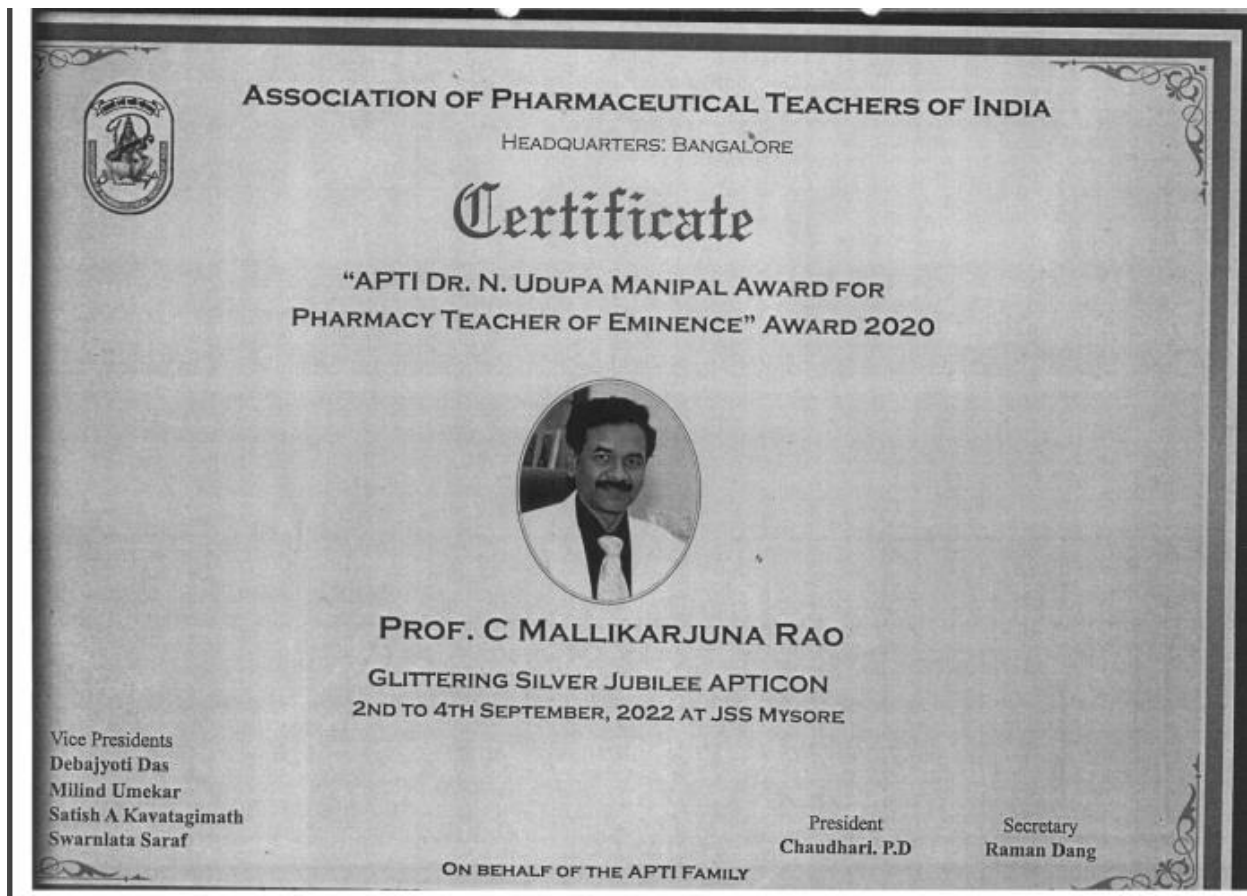 ASSOCIATION OF PHARMACEUTICAL TEACHERS OF INDIA
HEADQUARTERS: BANGALORE
Certificate
“APTI DR. N. UDUPA MANIPAL AWARD FOR
PHARMACY TEACHER OF EMINENCE” AWARD 2020
PROF. C MALLIKARJUNA RAO
GLITTERING SILVER JUBILEE APTICON
2ND TO 4TH SEPTEMBER, 2022 AT JSS MYSORE
Vice Presidents
Debajyoti Das
Milind Umekar
Satish A Kavatagimath
Swarnlata Saraf
President
Chaudhari. P.D
Secretary
Raman Dang
ON BEHALF OF THE APTI FAMILY